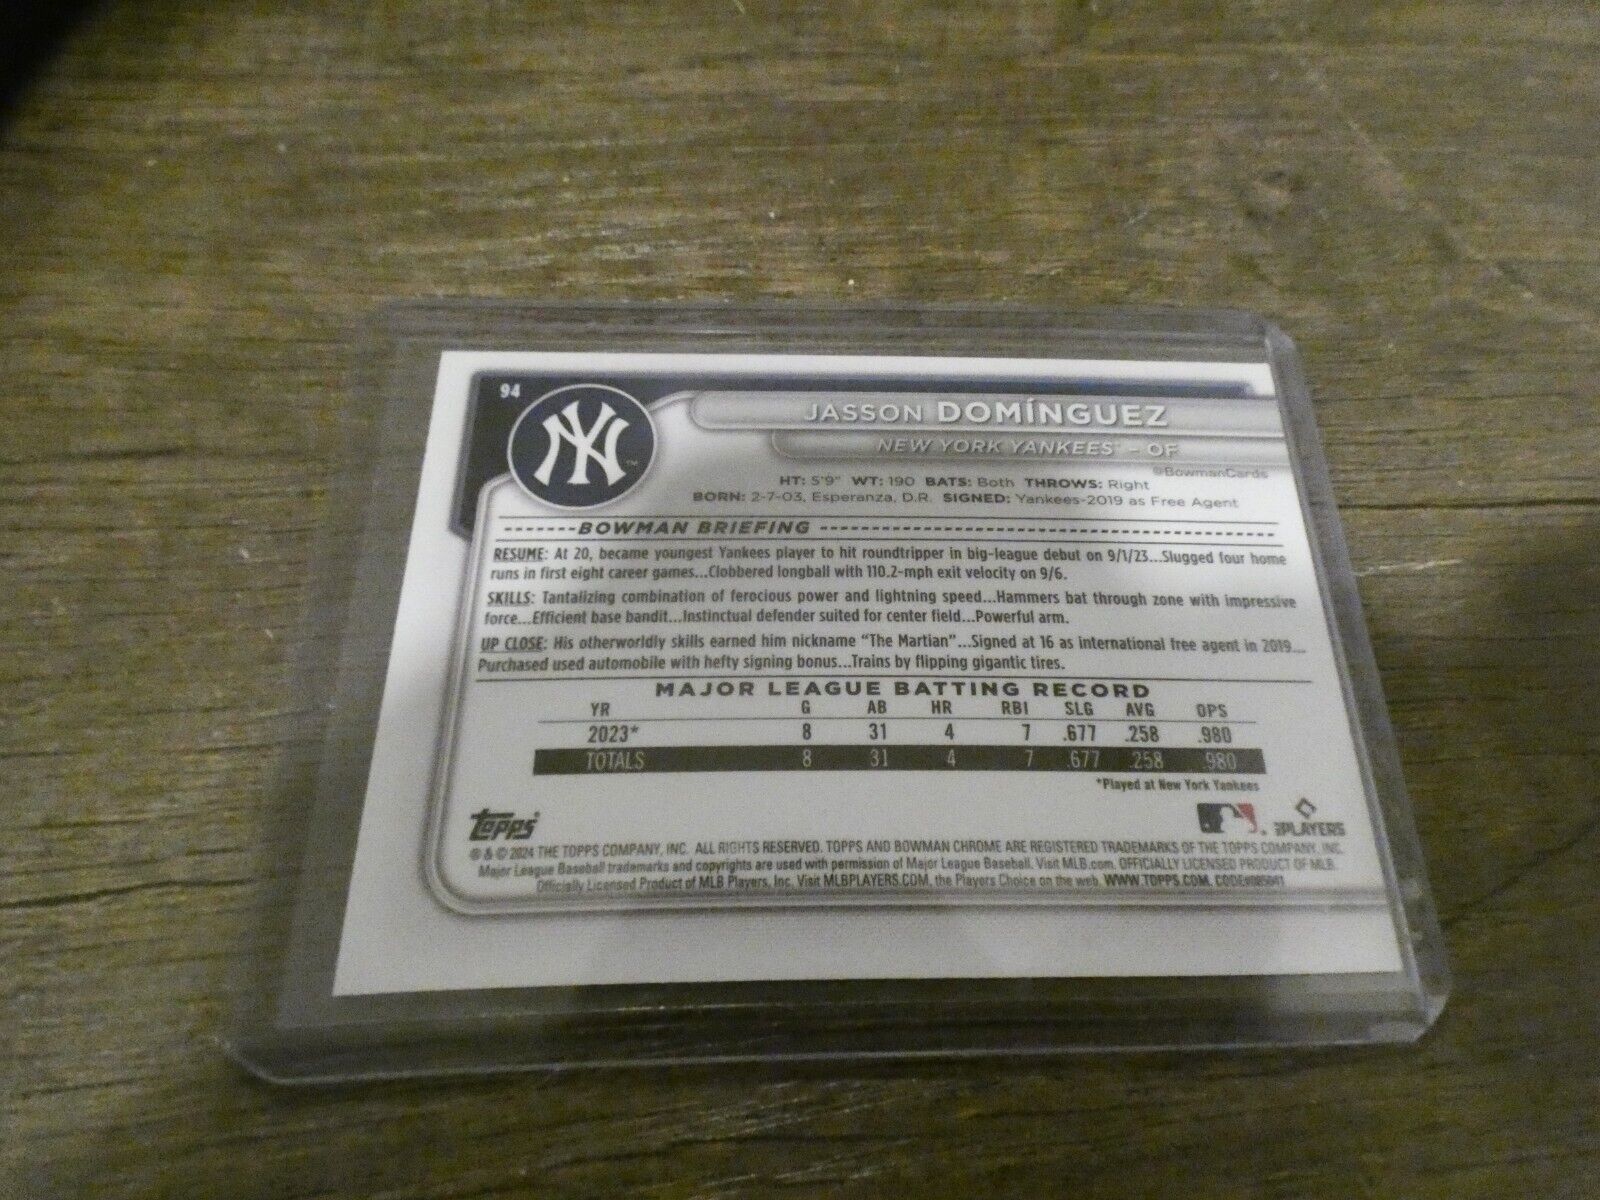 94
NY
TM
JASSON DOMÍNGUEZ
NEW YORK YANKEES™ - OF
@BowmanCards
HT: 5'9" WT: 190 BATS: Both THROWS: Right
BORN: 2-7-03, Esperanza, D.R. SIGNED: Yankees-2019 as Free Agent
BOWMAN BRIEFING
RESUME: At 20, became youngest Yankees player to hit roundtripper in big-league debut on 9/1/23...Slugged four home
runs in first eight career games...Clobbered longball with 110.2-mph exit velocity on 9/6.
SKILLS: Tantalizing combination of ferocious power and lightning speed...Hammers bat through zone with impressive
force...Efficient base bandit...Instinctual defender suited for center field...Powerful arm.
UP CLOSE: His otherworldly skills earned him nickname “The Martian”...Signed at 16 as international free agent in 2019...
Purchased used automobile with hefty signing bonus...Trains by flipping gigantic tires.
MAJOR LEAGUE BATTING RECORD
YR G AB HR RBI SLG AVG OPS
2023* 8 31 4 7 .677 .258 .980
TOTALS 8 31 4 7 .677 .258 .980
*Played at New York Yankees
topps
PLAYERS
® & © 2024 THE TOPPS COMPANY, INC. ALL RIGHTS RESERVED. TOPPS AND BOWMAN CHROME ARE REGISTERED TRADEMARKS OF THE TOPPS COMPANY, INC.
Major League Baseball trademarks and copyrights are used with permission of Major League Baseball. Visit MLB.com. OFFICIALLY LICENSED PRODUCT OF MLB.
Officially Licensed Product of MLB Players, Inc. Visit MLBPLAYERS.COM, the Players Choice on the web. WWW.TOPPS.COM.